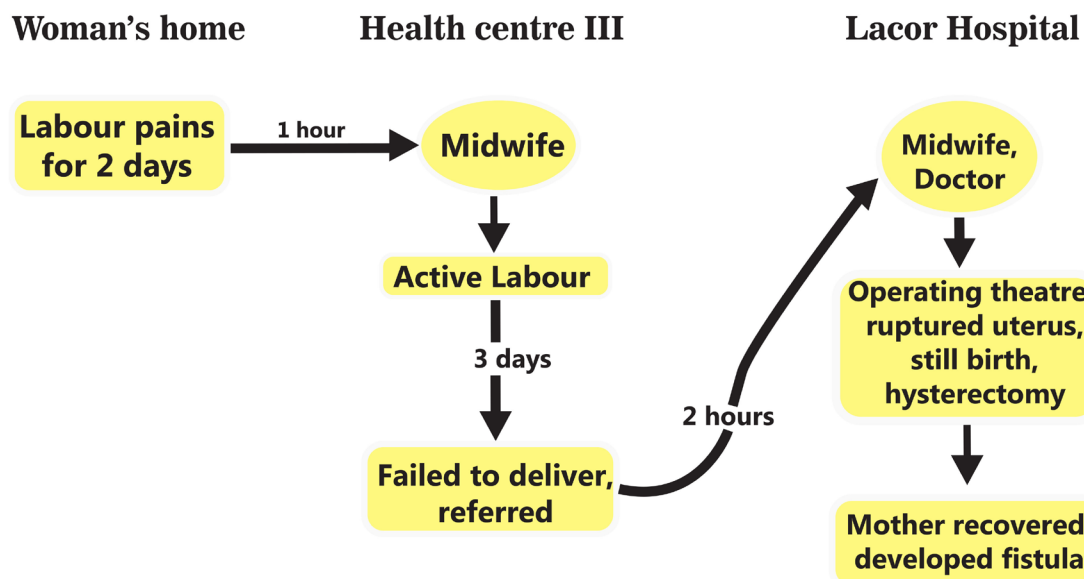 Woman's home
Health centre III
Lacor Hospital
Labour pains
for 2 days
1 hour
Midwife
Active Labour
3 days
Failed to deliver,
referred
2 hours
Midwife,
Doctor
Operating theatre
ruptured uterus,
still birth,
hysterectomy
Mother recovered
developed fistula